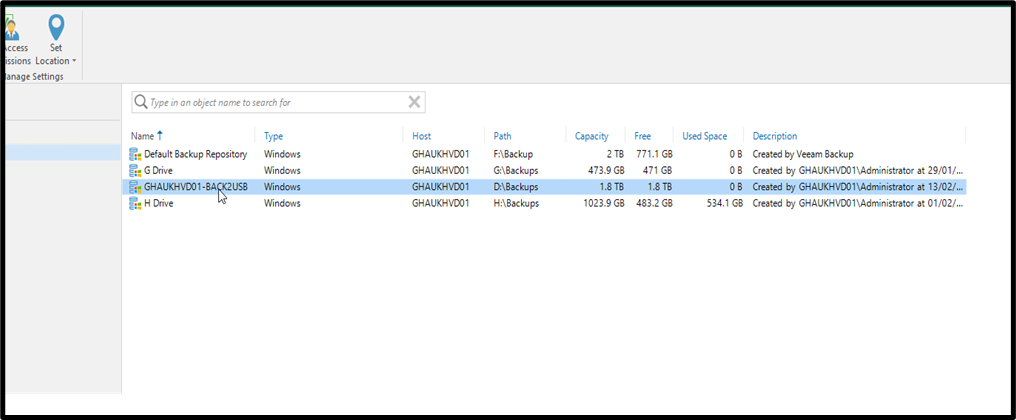 Access Set
issions Location
Manage Settings
Type in an object name to search for
Name Type Host Path Capacity Free Used Space Description
Default Backup Repository Windows GHAUKHVD01 F:\Backup 2 TB 771.1 GB 0 B Created by Veeam Backup
G Drive Windows GHAUKHVD01 G:\Backups 473.9 GB 471 GB 0 B Created by GHAUKHVD01\Administrator at 29/01/...
GHAUKHVD01-BACK2USB Windows GHAUKHVD01 D:\Backups 1.8 TB 1.8 TB 0 B Created by GHAUKHVD01\Administrator at 13/02/...
H Drive Windows GHAUKHVD01 H:\Backups 1023.9 GB 483.2 GB 534.1 GB Created by GHAUKHVD01\Administrator at 01/02/...